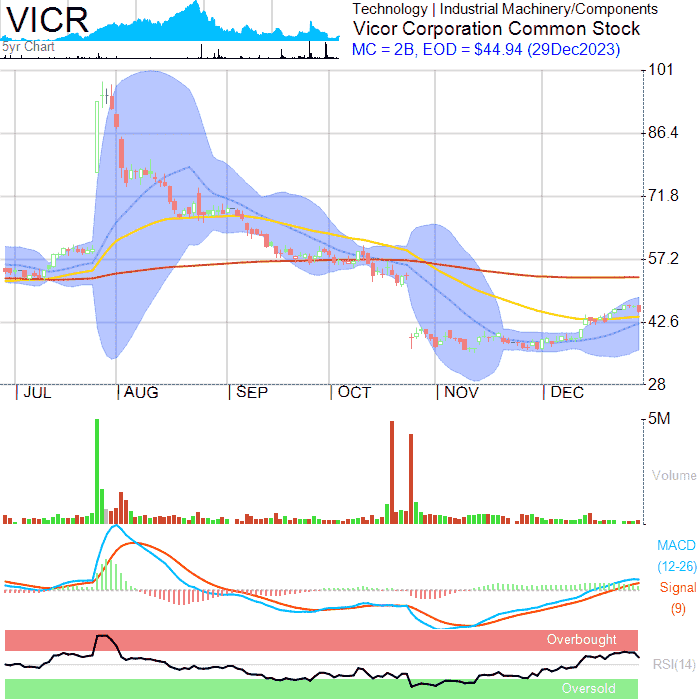 VICR
5yr Chart
Technology | Industrial Machinery/Components
Vicor Corporation Common Stock
MC = 2B, EOD = $44.94 (29Dec2023)
101
86.4
71.8
57.2
42.6
28
JUL AUG SEP OCT NOV DEC
5M
Volume
MACD
(12-26)
Signal
(9)
Overbought
RSI(14)
Oversold